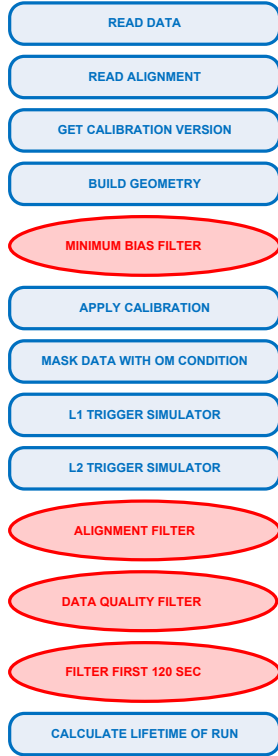 READ DATA
READ ALIGNMENT
GET CALIBRATION VERSION
BUILD GEOMETRY
MINIMUM BIAS FILTER
APPLY CALIBRATION
MASK DATA WITH OM CONDITION
L1 TRIGGER SIMULATOR
L2 TRIGGER SIMULATOR
ALIGNMENT FILTER
DATA QUALITY FILTER
FILTER FIRST 120 SEC
CALCULATE LIFETIME OF RUN